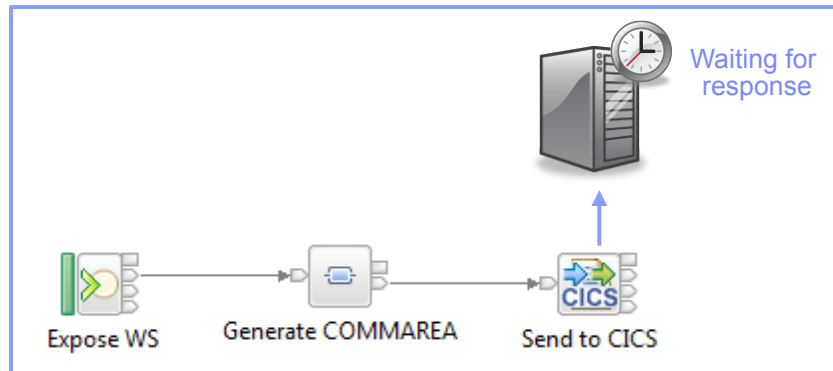 Waiting for
response
Expose WS
Generate COMMAREA
CICS
Send to CICS